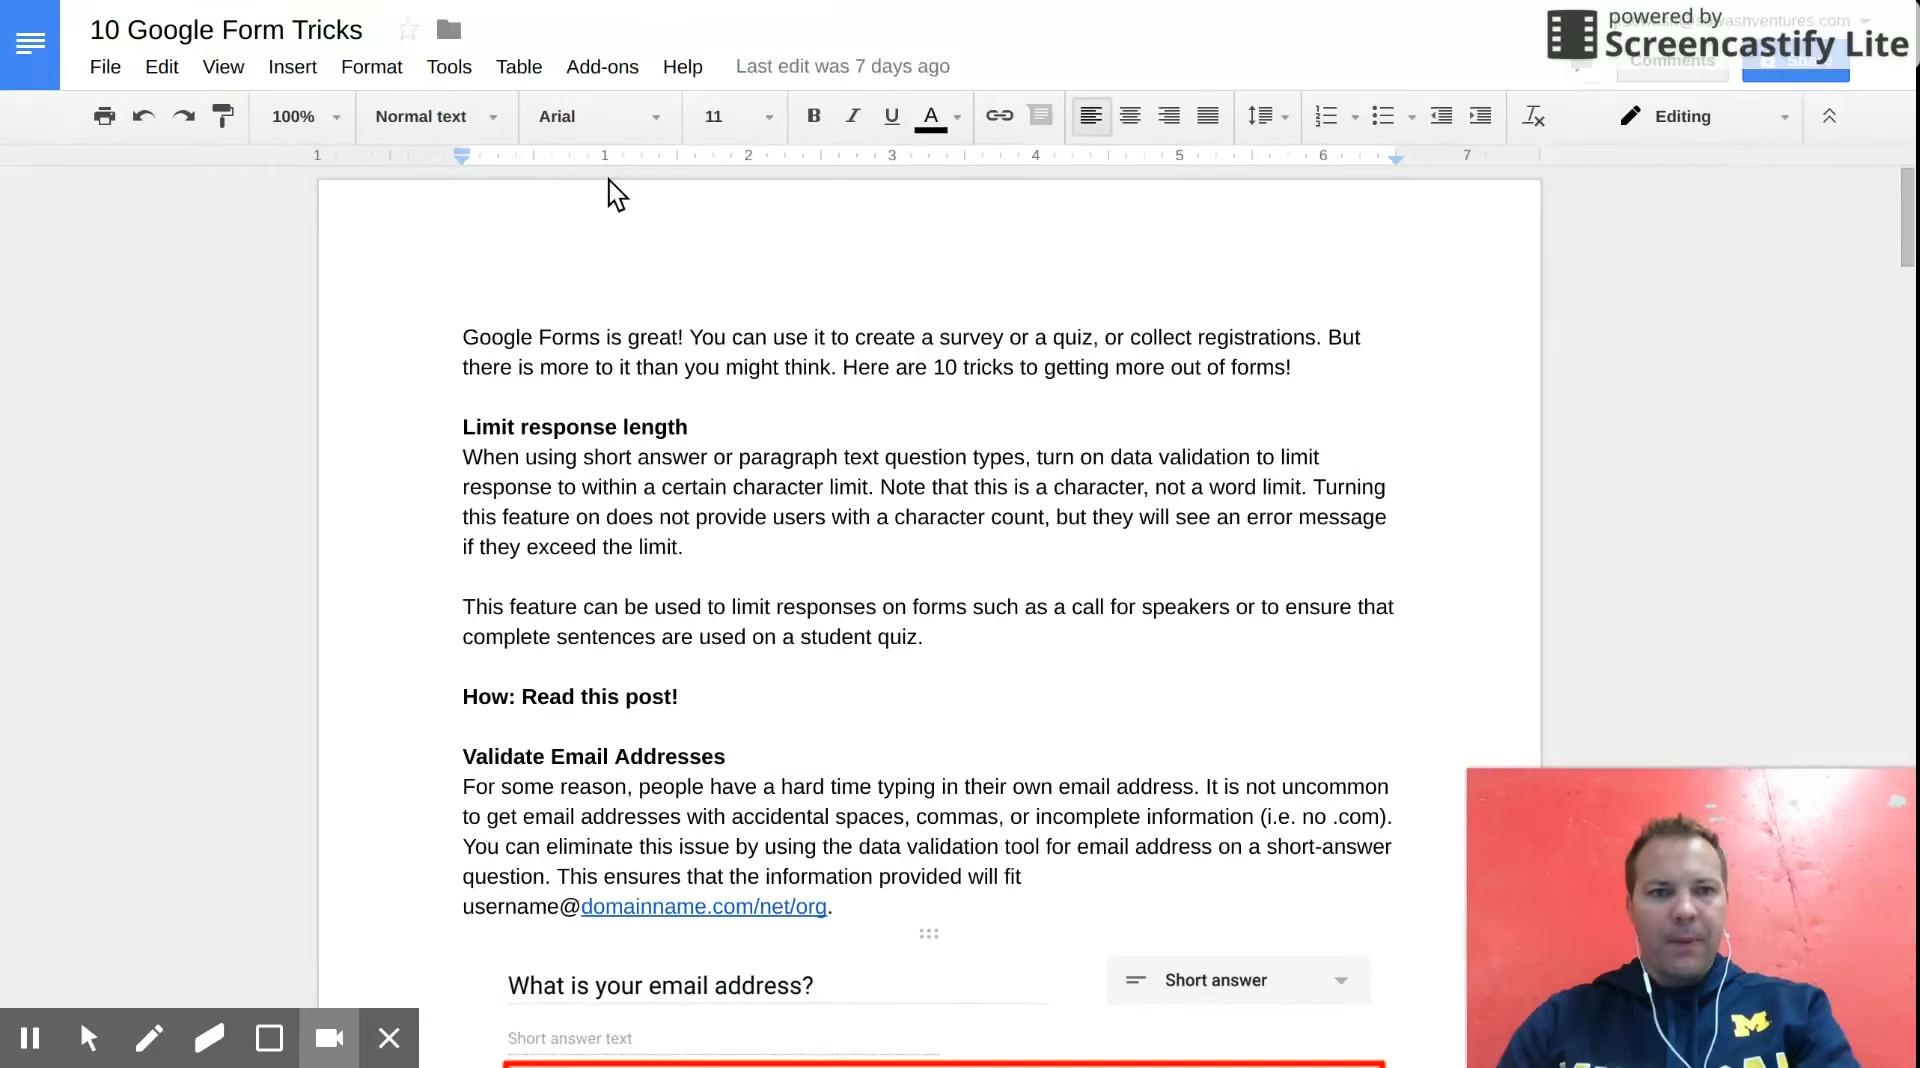 10 Google Form Tricks
powered by
Screencastify Lite
File Edit View Insert Format Tools Table Add-ons Help Last edit was 7 days ago
Comments
100% Normal text Arial 11 B I U A Editing
1 1 2 3 4 5 6 7
Google Forms is great! You can use it to create a survey or a quiz, or collect registrations. But
there is more to it than you might think. Here are 10 tricks to getting more out of forms!
Limit response length
When using short answer or paragraph text question types, turn on data validation to limit
response to within a certain character limit. Note that this is a character, not a word limit. Turning
this feature on does not provide users with a character count, but they will see an error message
if they exceed the limit.
This feature can be used to limit responses on forms such as a call for speakers or to ensure that
complete sentences are used on a student quiz.
How: Read this post!
Validate Email Addresses
For some reason, people have a hard time typing in their own email address. It is not uncommon
to get email addresses with accidental spaces, commas, or incomplete information (i.e. no .com).
You can eliminate this issue by using the data validation tool for email address on a short-answer
question. This ensures that the information provided will fit
username@domainname.com/net/org.
What is your email address?
Short answer
Short answer text
M